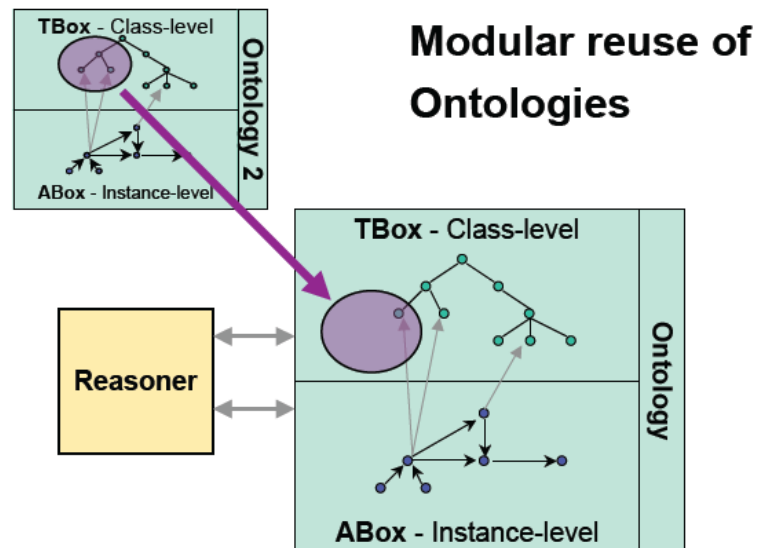 Modular reuse of
Ontologies
TBox - Class-level
Ontology 2
ABox - Instance-level
TBox - Class-level
Reasoner
Ontology
ABox - Instance-level